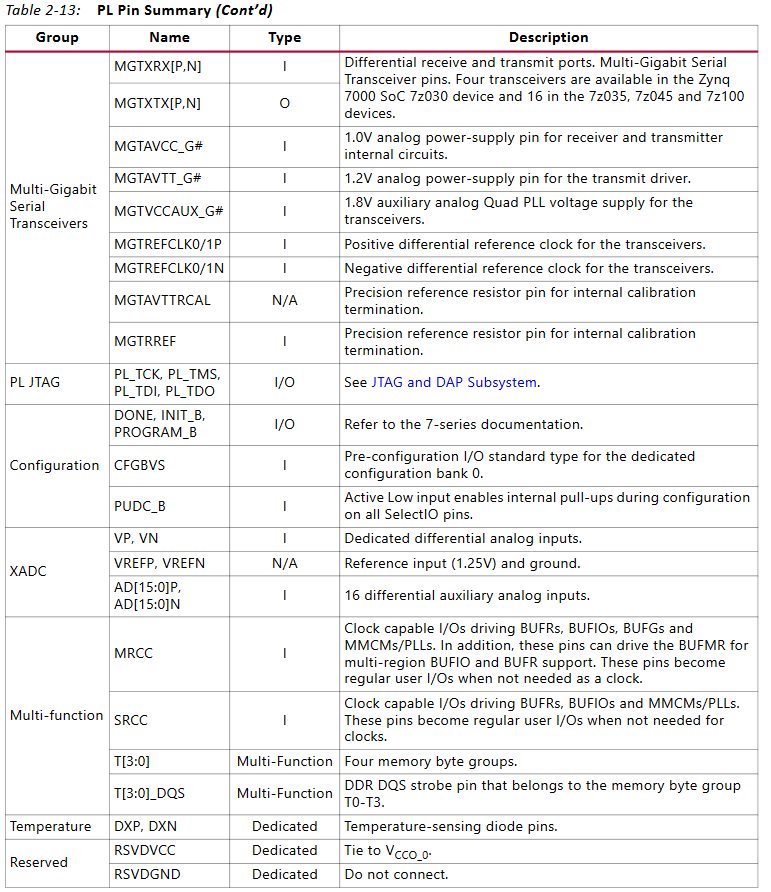 Table 2-13: PL Pin Summary (Cont’d)
Group Name Type Description
Multi-Gigabit
Serial
Transceivers
MGTXRX[P,N] I
MGTXTX[P,N] O
Differential receive and transmit ports. Multi-Gigabit Serial
Transceiver pins. Four transceivers are available in the Zynq
7000 SoC 7z030 device and 16 in the 7z035, 7z045 and 7z100
devices.
MGTAVCC_G# I
1.0V analog power-supply pin for receiver and transmitter
internal circuits.
MGTAVTT_G# I 1.2V analog power-supply pin for the transmit driver.
MGTVCCAUX_G# I
1.8V auxiliary analog Quad PLL voltage supply for the
transceivers.
MGTREFCLK0/1P I Positive differential reference clock for the transceivers.
MGTREFCLK0/1N I Negative differential reference clock for the transceivers.
MGTAVTTRCAL N/A
Precision reference resistor pin for internal calibration
termination.
MGTRREF I
Precision reference resistor pin for internal calibration
termination.
PL JTAG
PL_TCK, PL_TMS,
PL_TDI, PL_TDO
I/O See JTAG and DAP Subsystem.
Configuration
DONE, INIT_B,
PROGRAM_B
I/O Refer to the 7-series documentation.
CFGBVS I
Pre-configuration I/O standard type for the dedicated
configuration bank 0.
PUDC_B I
Active Low input enables internal pull-ups during configuration
on all SelectIO pins.
XADC
VP, VN I Dedicated differential analog inputs.
VREFP, VREFN N/A Reference input (1.25V) and ground.
AD[15:0]P,
AD[15:0]N
I 16 differential auxiliary analog inputs.
Multi-function
MRCC I
Clock capable I/Os driving BUFRs, BUFIOs, BUFGs and
MMCMs/PLLs. In addition, these pins can drive the BUFMR for
multi-region BUFIO and BUFR support. These pins become
regular user I/Os when not needed as a clock.
SRCC I
Clock capable I/Os driving BUFRs, BUFIOs and MMCMs/PLLs.
These pins become regular user I/Os when not needed for
clocks.
T[3:0] Multi-Function Four memory byte groups.
T[3:0]_DQS Multi-Function
DDR DQS strobe pin that belongs to the memory byte group
T0-T3.
Temperature DXP, DXN Dedicated Temperature-sensing diode pins.
Reserved
RSVDVCC Dedicated Tie to VCCO_0.
RSVDGND Dedicated Do not connect.